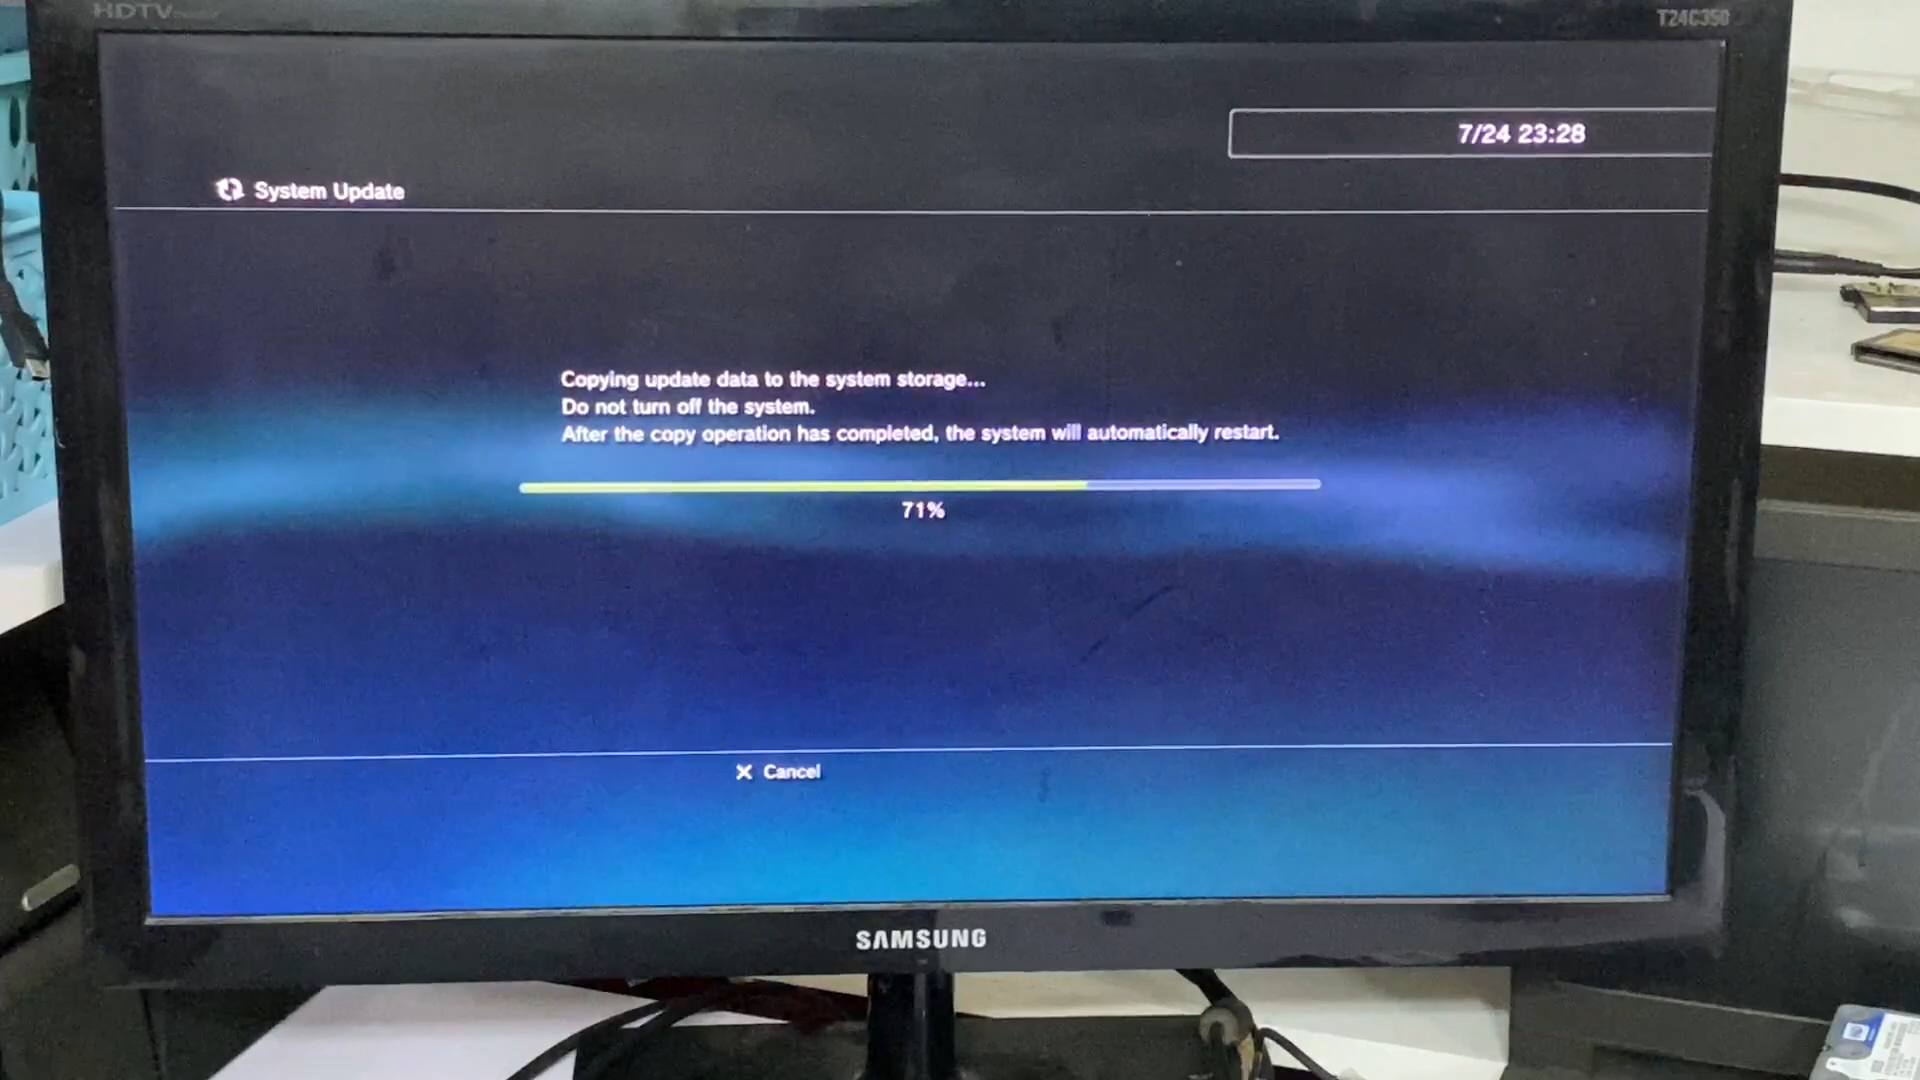 HDTV
T24C350
7/24 23:28
System Update
Copying update data to the system storage...
Do not turn off the system.
After the copy operation has completed, the system will automatically restart.
71%
X Cancel
SAMSUNG